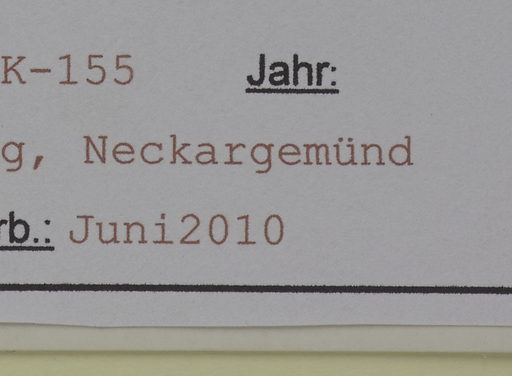 K-155 Jahr:
g, Neckargemünd
rb.: Juni2010